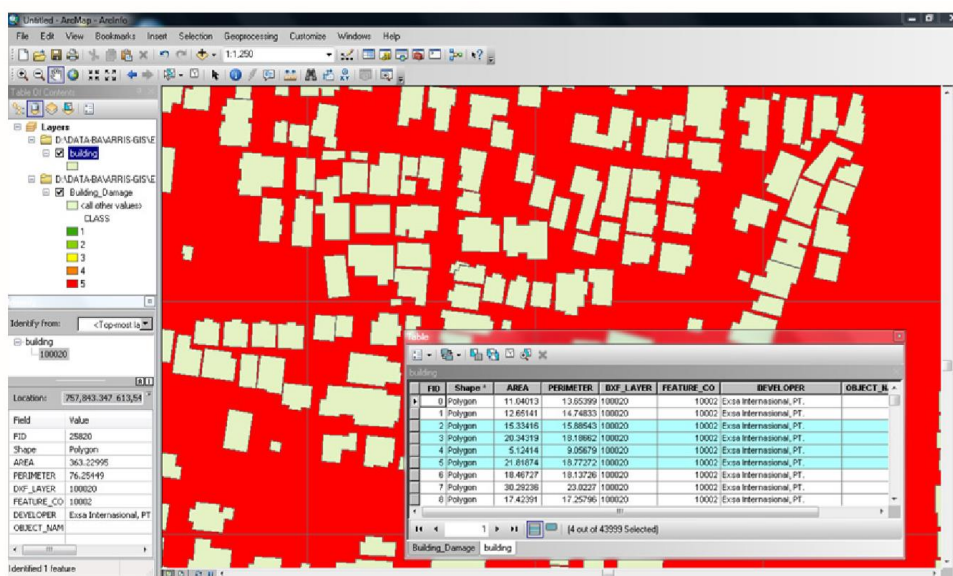 Untitled - ArcMap - ArcInfo
File Edit View Bookmarks Insert Selection Geoprocessing Customize Windows Help
1:1,250
Table Of Contents
Layers
D:\DATA-BA\ARRIS-GIS\E
building
D:\DATA-BA\ARRIS-GIS\E
Building_Damage
<all other values>
CLASS
1
2
3
4
5
Identify from: <Top-most la
building
100020
Location: 757,843.347 613,54
Field Value
FID 25820
Shape Polygon
AREA 363.22995
PERIMETER 76.25449
DXF_LAYER 100020
FEATURE_CO 10002
DEVELOPER Exsa Internasional, PT
OBJECT_NAM
Identified 1 feature
Table
building
FID Shape * AREA PERIMETER DXF_LAYER FEATURE_CO DEVELOPER OBJECT_N
0 Polygon 11.04013 13.65399 100020 10002 Exsa Internasional, PT.
1 Polygon 12.65141 14.74833 100020 10002 Exsa Internasional, PT.
2 Polygon 15.33416 15.88543 100020 10002 Exsa Internasional, PT.
3 Polygon 20.34319 18.18662 100020 10002 Exsa Internasional, PT.
4 Polygon 5.12414 9.05679 100020 10002 Exsa Internasional, PT.
5 Polygon 21.81874 18.77272 100020 10002 Exsa Internasional, PT.
6 Polygon 18.46727 18.13726 100020 10002 Exsa Internasional, PT.
7 Polygon 30.29236 23.0227 100020 10002 Exsa Internasional, PT.
8 Polygon 17.42391 17.25796 100020 10002 Exsa Internasional, PT.
1 (4 out of 43999 Selected)
Building_Damage building